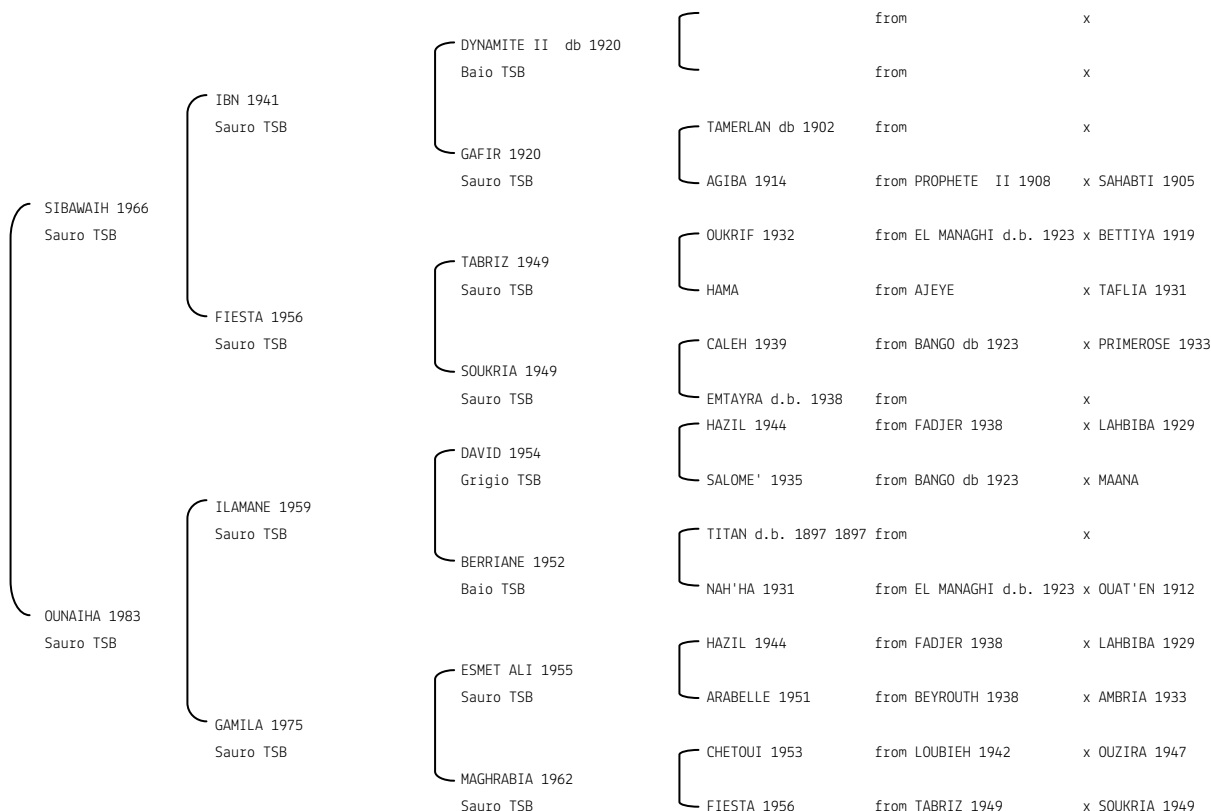 from x
DYNAMITE II db 1920
Baio TSB from x
IBN 1941
Sauro TSB TAMERLAN db 1902 from x
GAFIR 1920
Sauro TSB AGIBA 1914 from PROPHETE II 1908 x SAHABTI 1905
SIBAWAIH 1966
Sauro TSB OUKRIF 1932 from EL MANAGHI d.b. 1923 x BETTIYA 1919
TABRIZ 1949
Sauro TSB HAMA from AJEYE x TAFLIA 1931
FIESTA 1956
Sauro TSB CALEH 1939 from BANGO db 1923 x PRIMEROSE 1933
SOUKRIA 1949
Sauro TSB EMTAYRA d.b. 1938 from x
HAZIL 1944 from FADJER 1938 x LAHBIBA 1929
DAVID 1954
Grigio TSB SALOME' 1935 from BANGO db 1923 x MAANA
ILAMANE 1959
Sauro TSB TITAN d.b. 1897 1897 from x
BERRIANE 1952
Baio TSB NAH'HA 1931 from EL MANAGHI d.b. 1923 x OUAT'EN 1912
OUNAIHA 1983
Sauro TSB HAZIL 1944 from FADJER 1938 x LAHBIBA 1929
ESMET ALI 1955
Sauro TSB ARABELLE 1951 from BEYROUTH 1938 x AMBRIA 1933
GAMILA 1975
Sauro TSB CHETOUI 1953 from LOUBIEH 1942 x OUZIRA 1947
MAGHRABIA 1962
Sauro TSB FIESTA 1956 from TABRIZ 1949 x SOUKRIA 1949